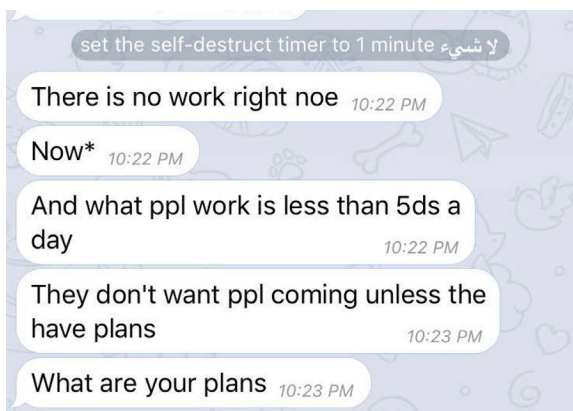 لا شيء set the self-destruct timer to 1 minute
There is no work right noe 10:22 PM
Now* 10:22 PM
And what ppl work is less than 5ds a
day 10:22 PM
They don't want ppl coming unless the
have plans 10:23 PM
What are your plans 10:23 PM